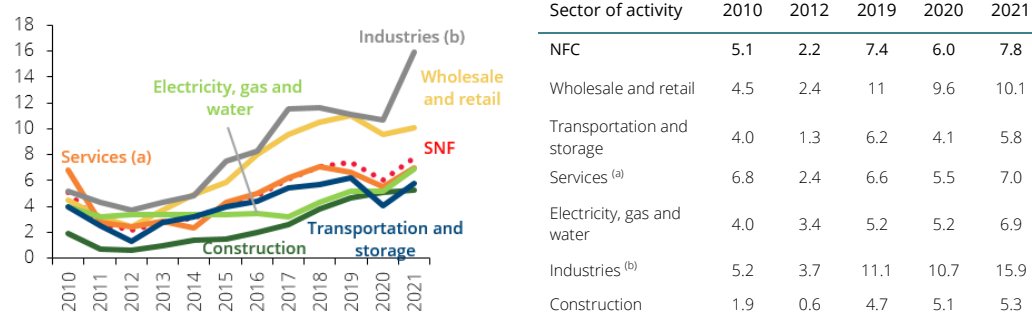 18
16
14
12
10
8
6
4
2
0
Industries (b)
Wholesale
and retail
Electricity, gas and
water
SNF
Services (a)
Transportation and
storage
Construction
2010
2011
2012
2013
2014
2015
2016
2017
2018
2019
2020
2021
Sector of activity 2010 2012 2019 2020 2021
NFC 5.1 2.2 7.4 6.0 7.8
Wholesale and retail 4.5 2.4 11 9.6 10.1
Transportation and
storage 4.0 1.3 6.2 4.1 5.8
Services (a) 6.8 2.4 6.6 5.5 7.0
Electricity, gas and
water 4.0 3.4 5.2 5.2 6.9
Industries (b) 5.2 3.7 11.1 10.7 15.9
Construction 1.9 0.6 4.7 5.1 5.3